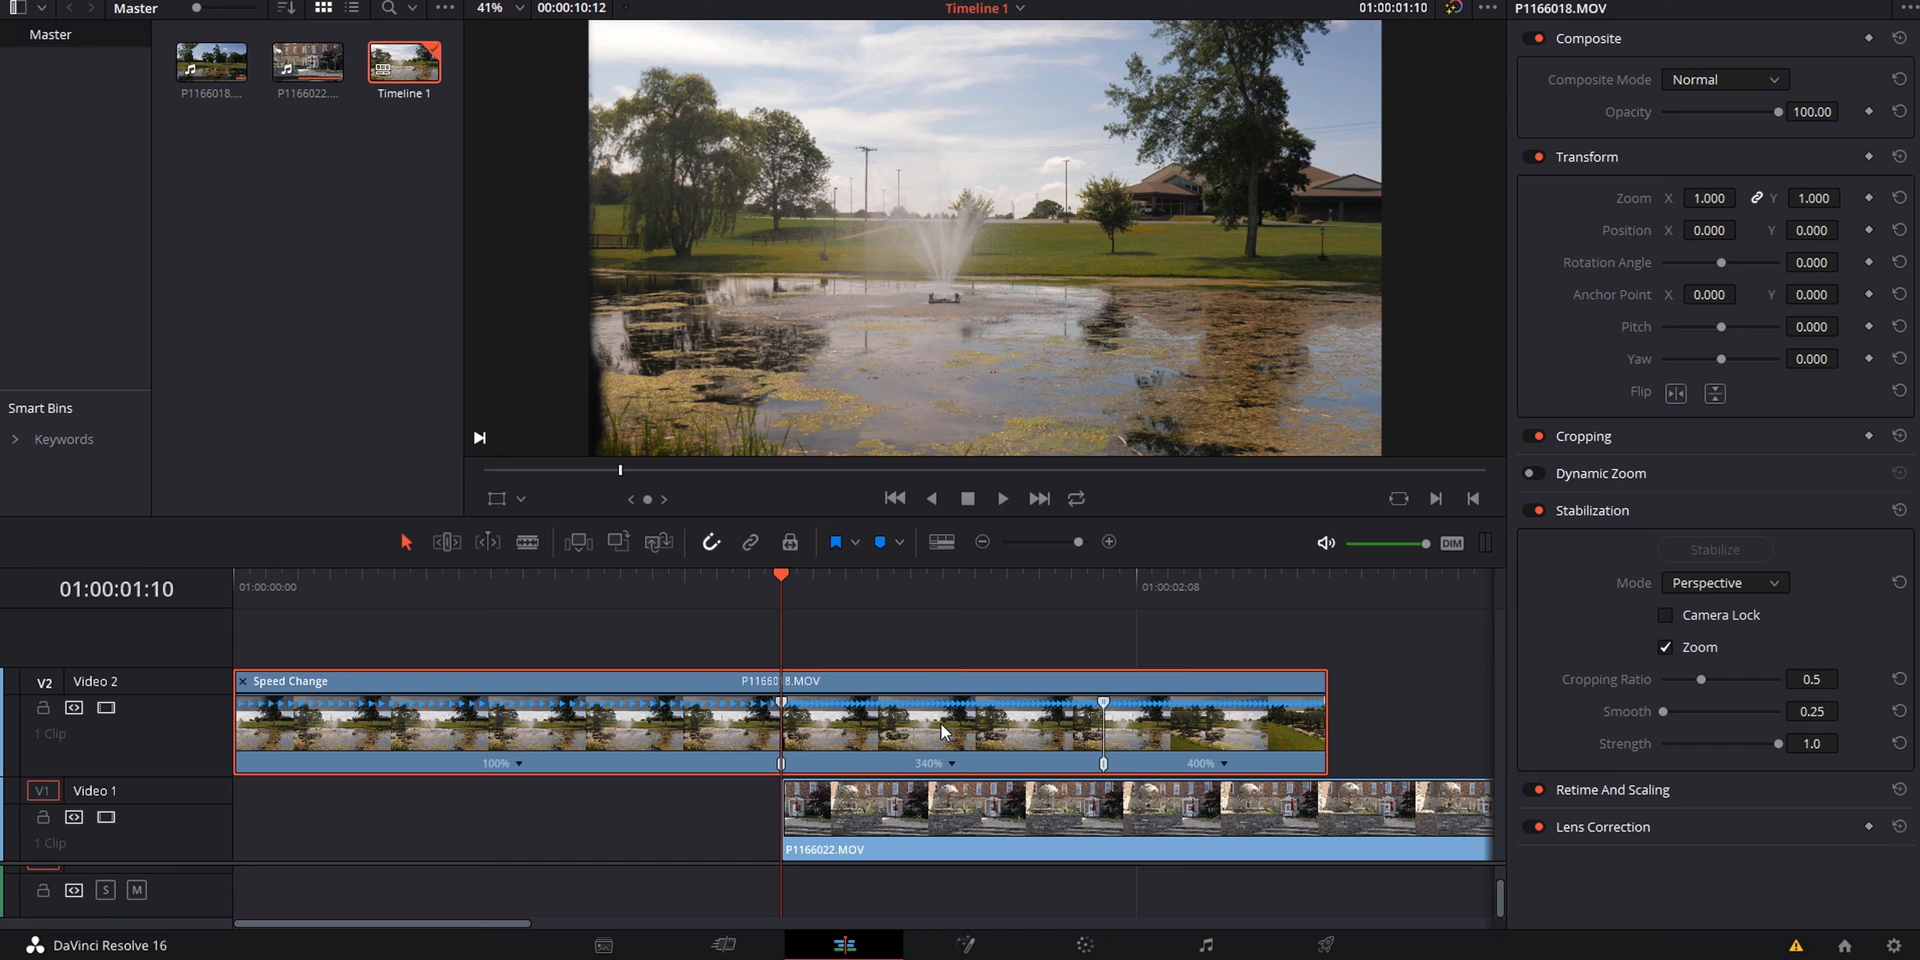 Master
41%
00:00:10:12
Timeline 1
01:00:01:10
P1166018.MOV
Master
P1166018....
P1166022....
Timeline 1
Smart Bins
Keywords
Composite
Composite Mode Normal
Opacity 100.00
Transform
Zoom X 1.000 Y 1.000
Position X 0.000 Y 0.000
Rotation Angle 0.000
Anchor Point X 0.000 Y 0.000
Pitch 0.000
Yaw 0.000
Flip
Cropping
Dynamic Zoom
Stabilization
Stabilize
Mode Perspective
Camera Lock
Zoom
Cropping Ratio 0.5
Smooth 0.25
Strength 1.0
Retime And Scaling
Lens Correction
DIM
01:00:01:10
01:00:00:00
01:00:02:08
V2 Video 2
1 Clip
Speed Change
P1166018.MOV
100%
340%
400%
V1 Video 1
1 Clip
P1166022.MOV
S M
DaVinci Resolve 16